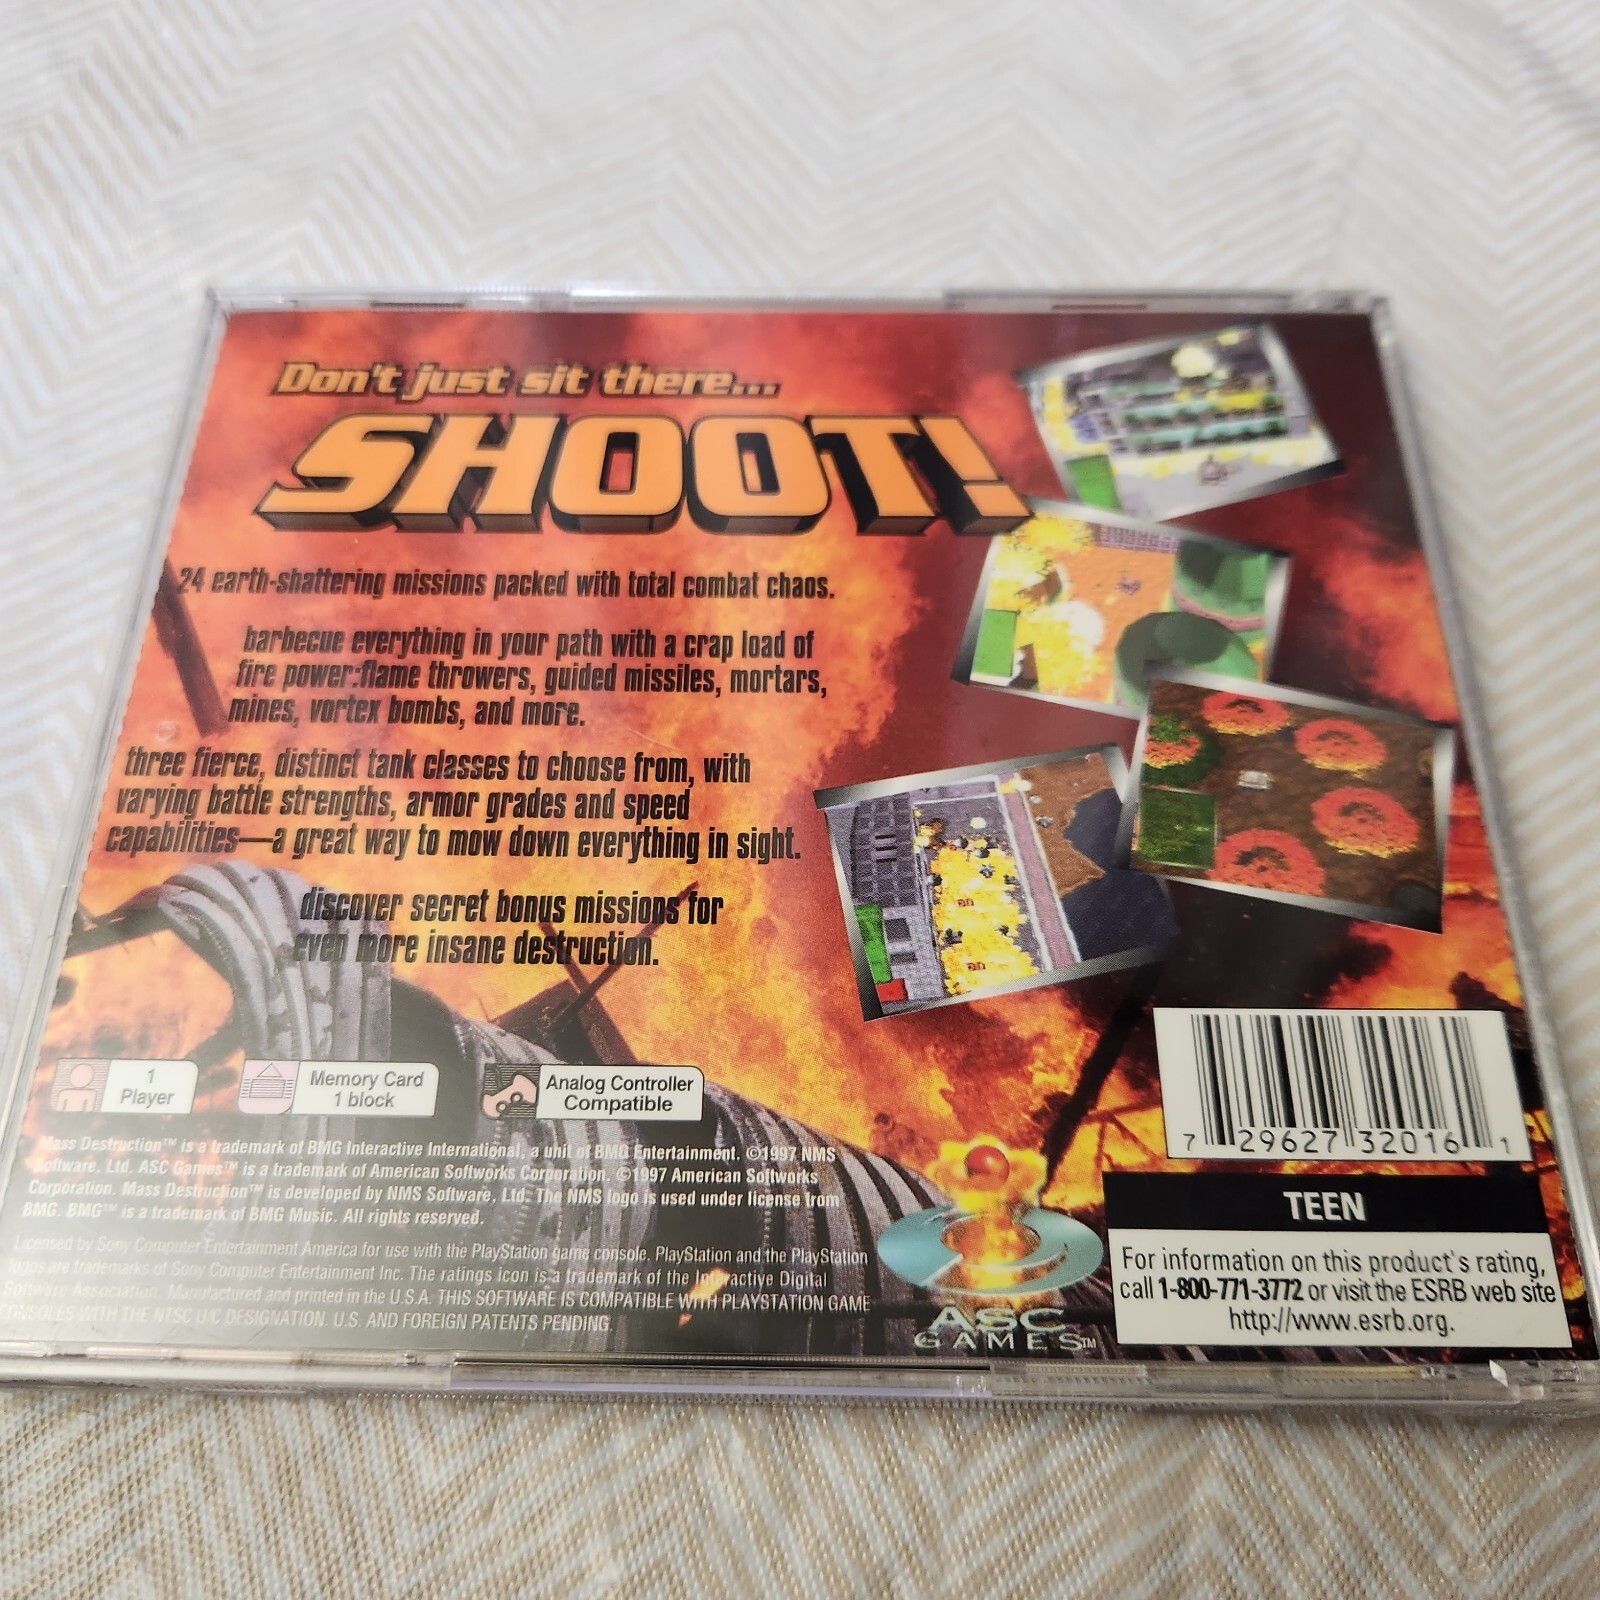 Don't just sit there...
SHOOT!
24 earth-shattering missions packed with total combat chaos.
barbecue everything in your path with a crap load of
fire power:flame throwers, guided missiles, mortars,
mines, vortex bombs, and more.
three fierce, distinct tank classes to choose from, with
varying battle strengths, armor grades and speed
capabilities—a great way to mow down everything in sight.
discover secret bonus missions for
even more insane destruction.
1
Player
Memory Card
1 block
Analog Controller
Compatible
Mass Destruction™ is a trademark of BMG Interactive International, a unit of BMG Entertainment. ©1997 NMS
Software. Ltd. ASC Games™ is a trademark of American Softworks Corporation. ©1997 American Softworks
Corporation. Mass Destruction™ is developed by NMS Software, Ltd. The NMS logo is used under license from
BMG. BMG™ is a trademark of BMG Music. All rights reserved.
Licensed by Sony Computer Entertainment America for use with the PlayStation game console. PlayStation and the PlayStation
logos are trademarks of Sony Computer Entertainment Inc. The ratings icon is a trademark of the Interactive Digital
Software Association. Manufactured and printed in the U.S.A. THIS SOFTWARE IS COMPATIBLE WITH PLAYSTATION GAME
CONSOLES WITH THE NTSC U/C DESIGNATION. U.S. AND FOREIGN PATENTS PENDING.
ASC
GAMES™
7 29627 32016 1
TEEN
For information on this product's rating,
call 1-800-771-3772 or visit the ESRB web site
http://www.esrb.org.